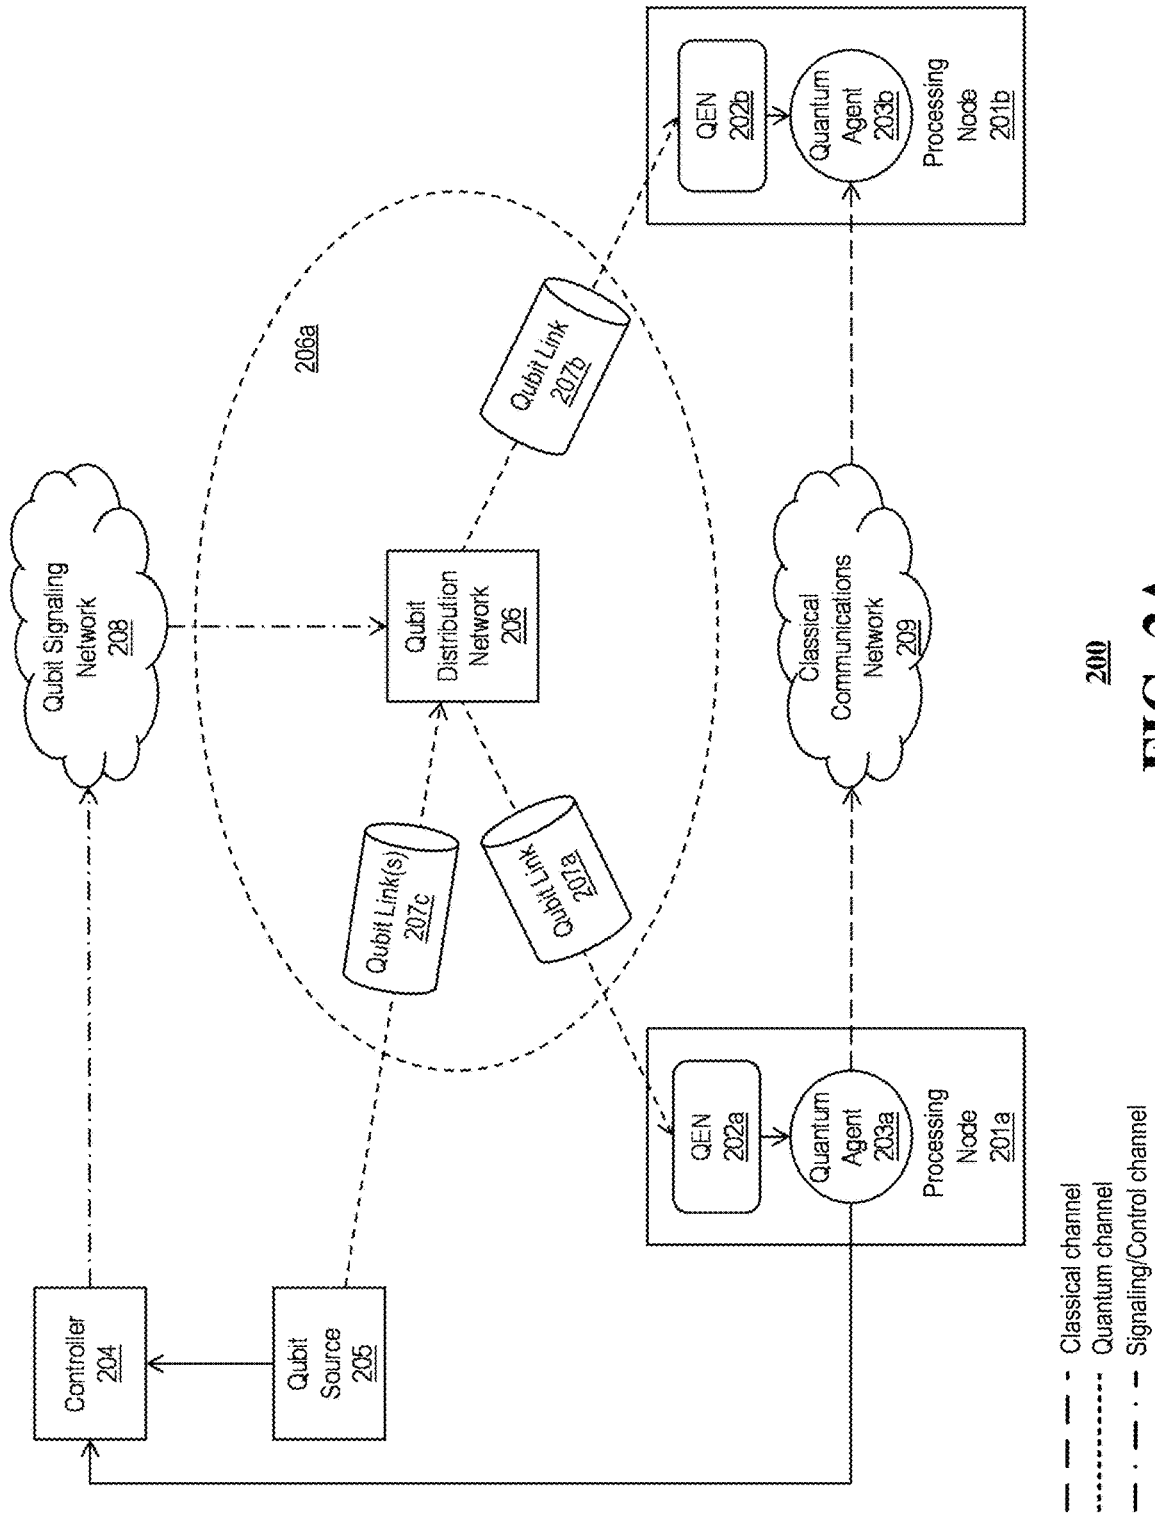 Controller
204
Qubit
Source
205
Qubit Signaling
Network
208
206a
Qubit Link(s)
207c
Qubit
Distribution
Network
206
Qubit Link
207a
Qubit Link
207b
QEN
202a
Quantum
Agent
203a
Processing
Node
201a
Classical
Communications
Network
209
QEN
202b
Quantum
Agent
203b
Processing
Node
201b
Classical channel
Quantum channel
Signaling/Control channel
200